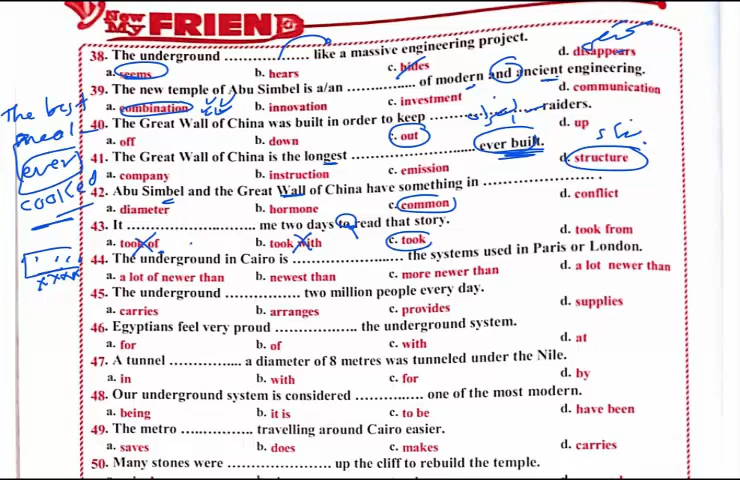 New
My FRIEND
38. The underground ……………… like a massive engineering project.
a. seems b. hears c. hides d. disappears
39. The new temple of Abu Simbel is a/an ……………… of modern and ancient engineering.
a. combination b. innovation c. investment d. communication
40. The Great Wall of China was built in order to keep ……………… raiders.
a. off b. down c. out d. up
41. The Great Wall of China is the longest ……………… ever built.
a. company b. instruction c. emission d. structure
42. Abu Simbel and the Great Wall of China have something in ………………
a. diameter b. hormone c. common d. conflict
43. It ……………… me two days to read that story.
a. took of b. took with c. took d. took from
44. The underground in Cairo is ……………… the systems used in Paris or London.
a. a lot of newer than b. newest than c. more newer than d. a lot newer than
45. The underground ……………… two million people every day.
a. carries b. arranges c. provides d. supplies
46. Egyptians feel very proud ……………… the underground system.
a. for b. of c. with d. at
47. A tunnel ……………… a diameter of 8 metres was tunneled under the Nile.
a. in b. with c. for d. by
48. Our underground system is considered ……………… one of the most modern.
a. being b. it is c. to be d. have been
49. The metro ……………… travelling around Cairo easier.
a. saves b. does c. makes d. carries
50. Many stones were ……………… up the cliff to rebuild the temple.
The best
meal
ever
cooked